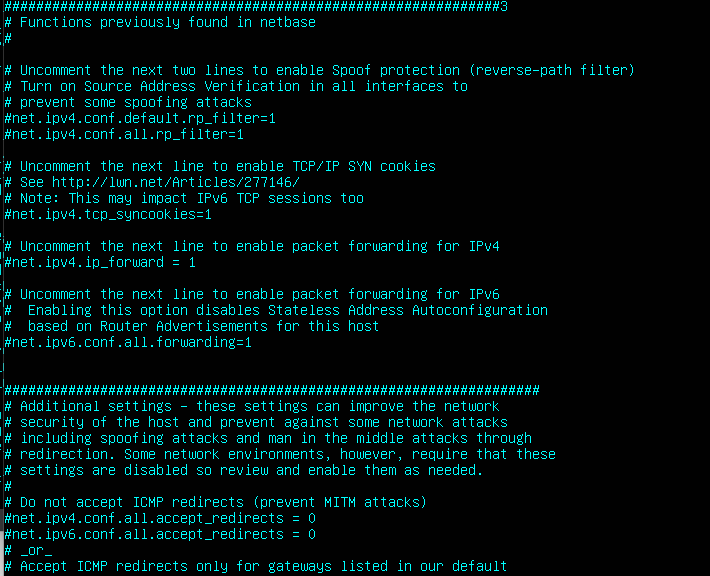 ##############################################################3
# Functions previously found in netbase
#
# Uncomment the next two lines to enable Spoof protection (reverse-path filter)
# Turn on Source Address Verification in all interfaces to
# prevent some spoofing attacks
#net.ipv4.conf.default.rp_filter=1
#net.ipv4.conf.all.rp_filter=1
# Uncomment the next line to enable TCP/IP SYN cookies
# See http://lwn.net/Articles/277146/
# Note: This may impact IPv6 TCP sessions too
#net.ipv4.tcp_syncookies=1
# Uncomment the next line to enable packet forwarding for IPv4
#net.ipv4.ip_forward = 1
# Uncomment the next line to enable packet forwarding for IPv6
#  Enabling this option disables Stateless Address Autoconfiguration
#  based on Router Advertisements for this host
#net.ipv6.conf.all.forwarding=1
###################################################################
# Additional settings - these settings can improve the network
# security of the host and prevent against some network attacks
# including spoofing attacks and man in the middle attacks through
# redirection. Some network environments, however, require that these
# settings are disabled so review and enable them as needed.
#
# Do not accept ICMP redirects (prevent MITM attacks)
#net.ipv4.conf.all.accept_redirects = 0
#net.ipv6.conf.all.accept_redirects = 0
# _or_
# Accept ICMP redirects only for gateways listed in our default